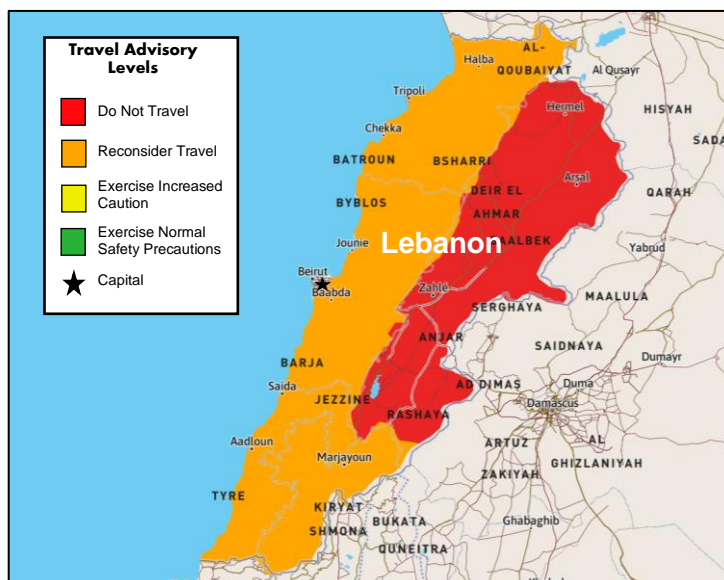 Travel Advisory
Levels
Do Not Travel
Reconsider Travel
Exercise Increased
Caution
Exercise Normal
Safety Precautions
Capital
AL-
QOUBAIYAT
Halba
Al Qusayr
Tripoli
Hermel
HISYAH
Chekka
SADA
BATROUN
BSHARRI
Arsal
DEIR EL
AHMAR
QARAH
BYBLOS
Lebanon
Jounie
AALBEK
Yabrud
Beirut
Baabda
Zahlé
MAALULA
SERGHAYA
ANJAR
SAIDNAYA
BARJA
Dumayr
Saida
JEZZINE
AD DIMAS
Duma
Damascus
RASHAYA
Aadloun
ARTUZ
AL
GHIZLANIYAH
Marjayoun
ZAKIYAH
TYRE
KIRYAT
SHMONA
BUKATA
Ghabaghib
QUNEITRA